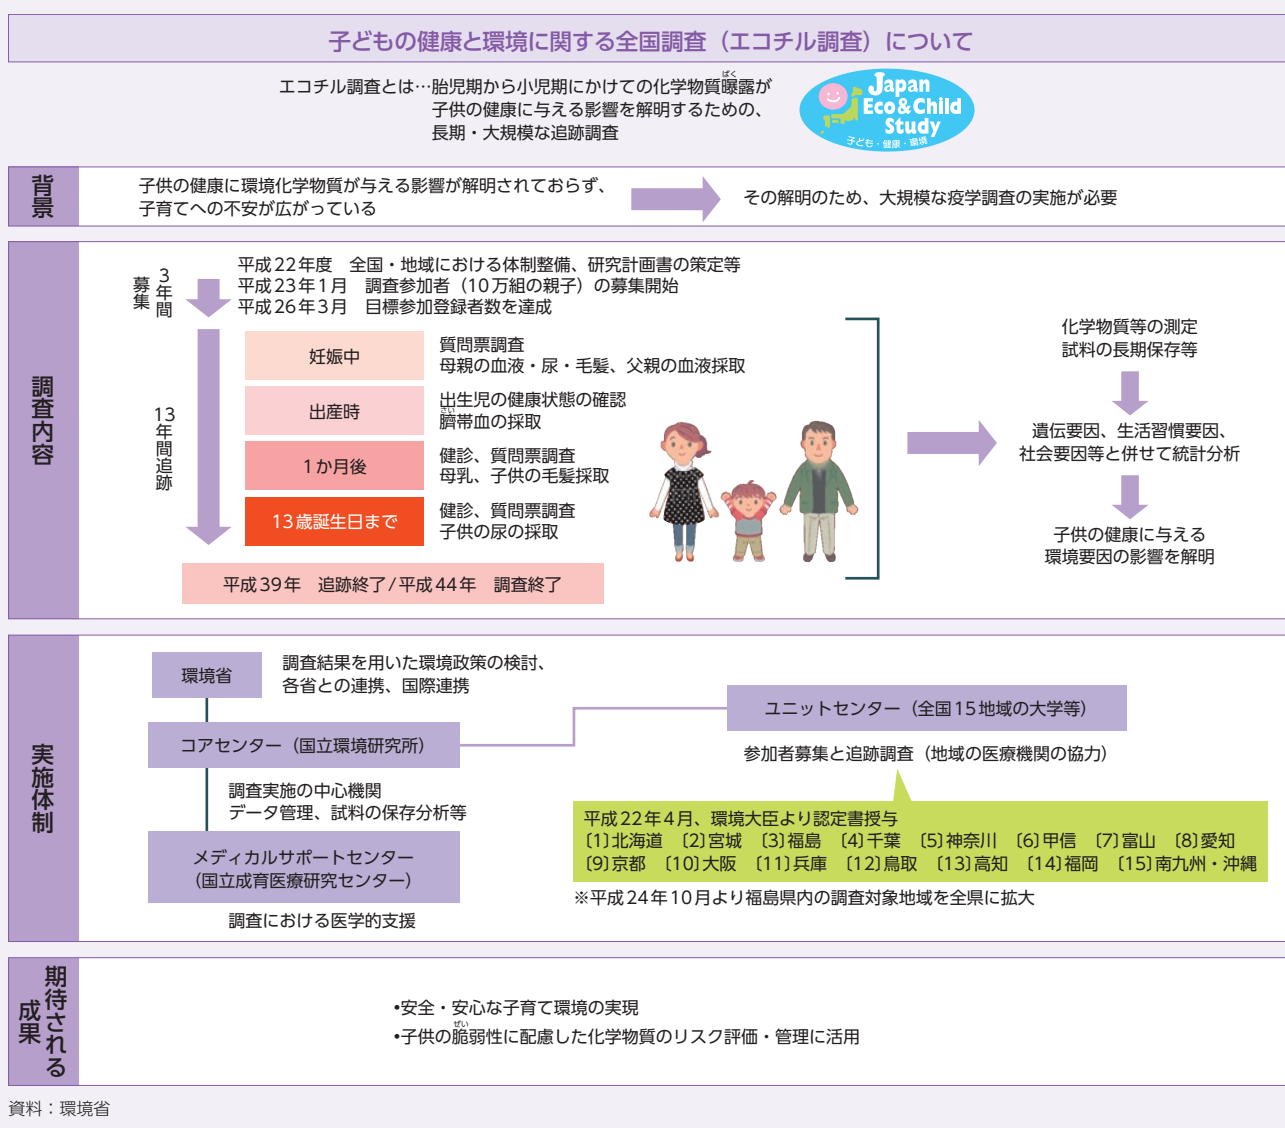 子どもの健康と環境に関する全国調査（エコチル調査）について
エコチル調査とは…胎児期から小児期にかけての化学物質曝露が
ばく
子供の健康に与える影響を解明するための、
長期・大規模な追跡調査
Japan
Eco&Child
Study
子ども・健康・環境
背景
子供の健康に環境化学物質が与える影響が解明されておらず、
子育てへの不安が広がっている
その解明のため、大規模な疫学調査の実施が必要
調査内容
3年間
募集
平成22年度　全国・地域における体制整備、研究計画書の策定等
平成23年1月　調査参加者（10万組の親子）の募集開始
平成26年3月　目標参加登録者数を達成
13年間追跡
妊娠中
質問票調査
母親の血液・尿・毛髪、父親の血液採取
出産時
出生児の健康状態の確認
さい
臍帯血の採取
1か月後
健診、質問票調査
母乳、子供の毛髪採取
13歳誕生日まで
健診、質問票調査
子供の尿の採取
平成39年　追跡終了/平成44年　調査終了
化学物質等の測定
試料の長期保存等
遺伝要因、生活習慣要因、
社会要因等と併せて統計分析
子供の健康に与える
環境要因の影響を解明
実施体制
環境省
調査結果を用いた環境政策の検討、
各省との連携、国際連携
コアセンター（国立環境研究所）
調査実施の中心機関
データ管理、試料の保存分析等
メディカルサポートセンター
（国立成育医療研究センター）
調査における医学的支援
ユニットセンター（全国15地域の大学等）
参加者募集と追跡調査（地域の医療機関の協力）
平成22年4月、環境大臣より認定書授与
〔1〕北海道　〔2〕宮城　〔3〕福島　〔4〕千葉　〔5〕神奈川　〔6〕甲信　〔7〕富山　〔8〕愛知
〔9〕京都　〔10〕大阪　〔11〕兵庫　〔12〕鳥取　〔13〕高知　〔14〕福岡　〔15〕南九州・沖縄
※平成24年10月より福島県内の調査対象地域を全県に拡大
期待される
成果
•安全・安心な子育て環境の実現
ぜい
•子供の脆弱性に配慮した化学物質のリスク評価・管理に活用
資料：環境省